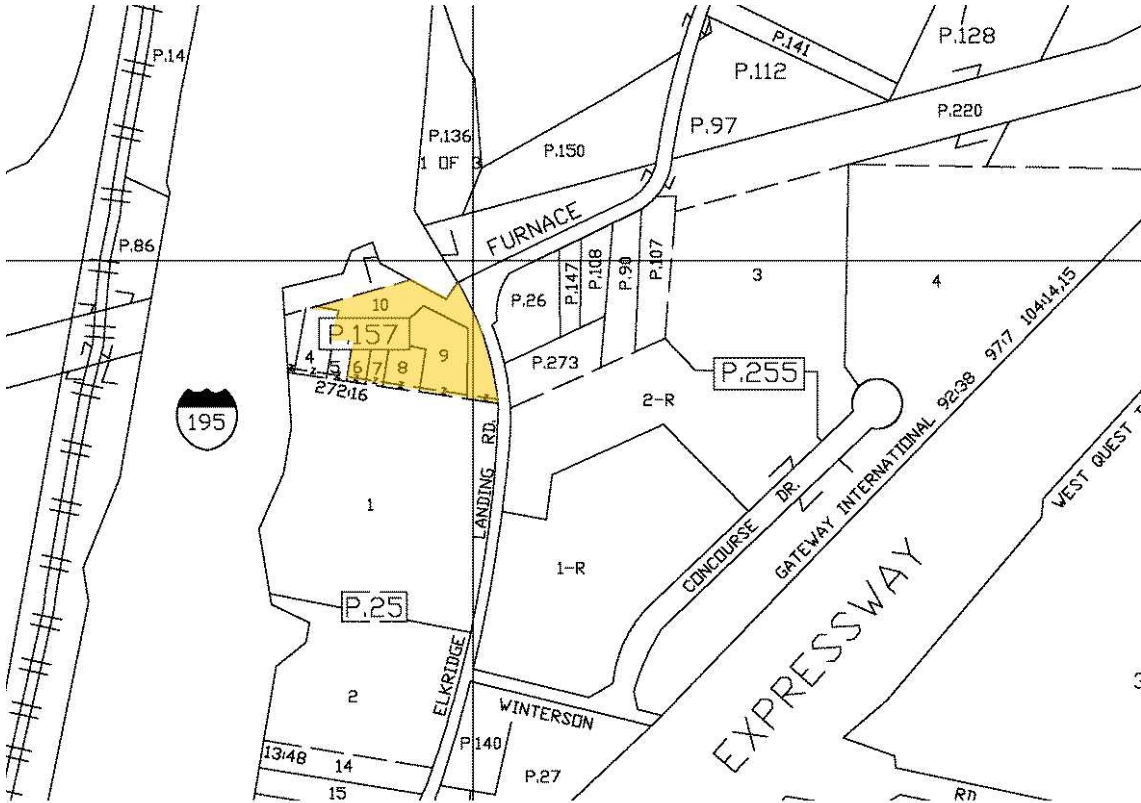 P.14
P.141
P.128
P.112
P.220
P.97
P.136
1 OF 3
P.150
FURNACE
P.86
P.147
P.108
P.90
P.107
3
4
10
P.26
P.157
4
5
6
7
8
9
P.273
272:16
P.255
2-R
195
LANDING RD.
1
1-R
CONCOURSE DR.
GATEWAY INTERNATIONAL 92:38 97:7 104:14,15
WEST QUEST
P.25
EXPRESSWAY
ELKRIDGE
2
WINTERSON
3
P.140
P.27
13:48
14
15
RD